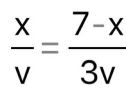 x/v = 7-x/3v